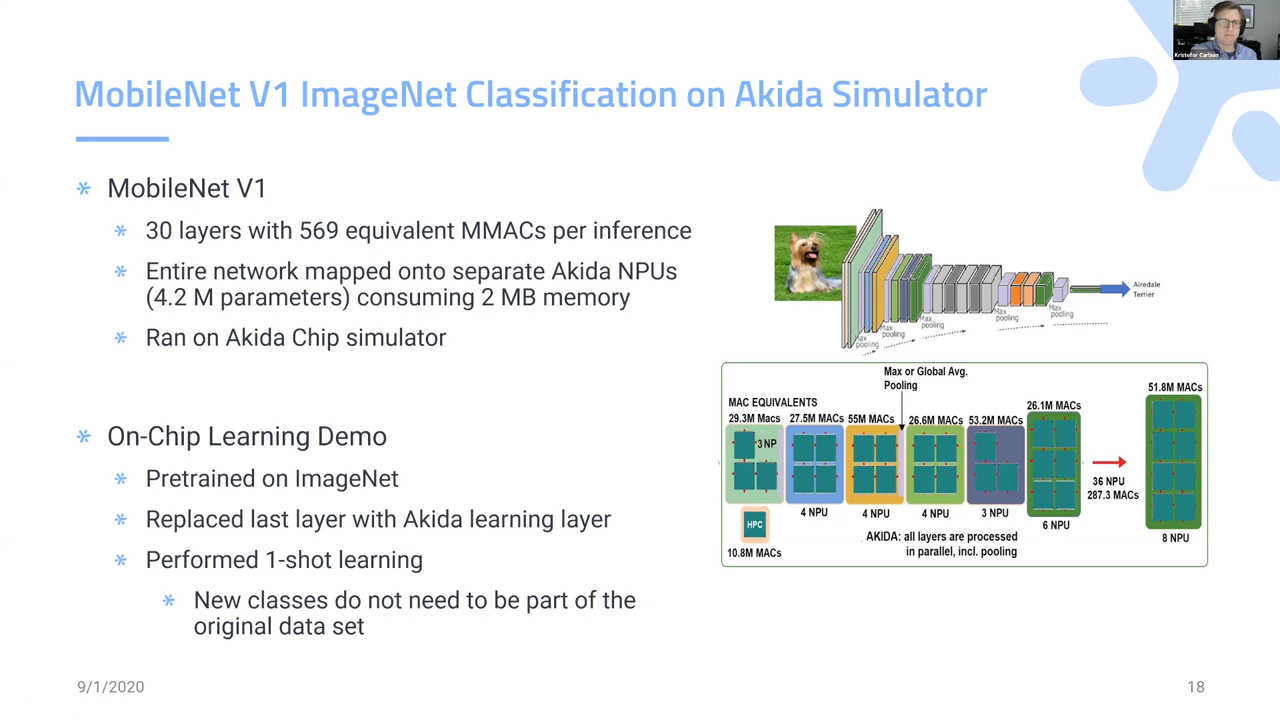 Kristofor Carlson
MobileNet V1 ImageNet Classification on Akida Simulator
MobileNet V1
30 layers with 569 equivalent MMACs per inference
Entire network mapped onto separate Akida NPUs
(4.2 M parameters) consuming 2 MB memory
Ran on Akida Chip simulator
On-Chip Learning Demo
Pretrained on ImageNet
Replaced last layer with Akida learning layer
Performed 1-shot learning
New classes do not need to be part of the
original data set
Airedale
Terrier
Max
pooling
Max
pooling
Max
pooling
Max
pooling
Max
pooling
Max or Global Avg.
Pooling
MAC EQUIVALENTS
29.3M Macs
27.5M MACs
55M MACs
26.6M MACs
53.2M MACs
26.1M MACs
51.8M MACs
3 NP
HPC
10.8M MACs
4 NPU
4 NPU
4 NPU
3 NPU
6 NPU
36 NPU
287.3 MACs
8 NPU
AKIDA: all layers are processed
in parallel, incl. pooling
9/1/2020
18